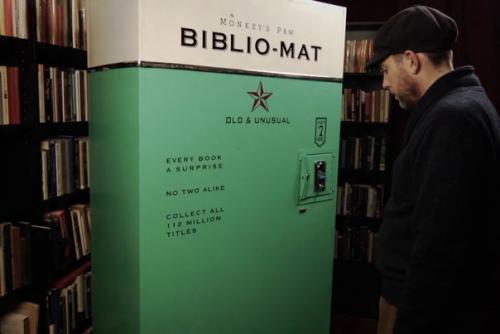 The
MONKEY'S PAW
BIBLIO-MAT
OLD & UNUSUAL
2
EVERY BOOK
A SURPRISE
NO TWO ALIKE
COLLECT ALL
112 MILLION
TITLES